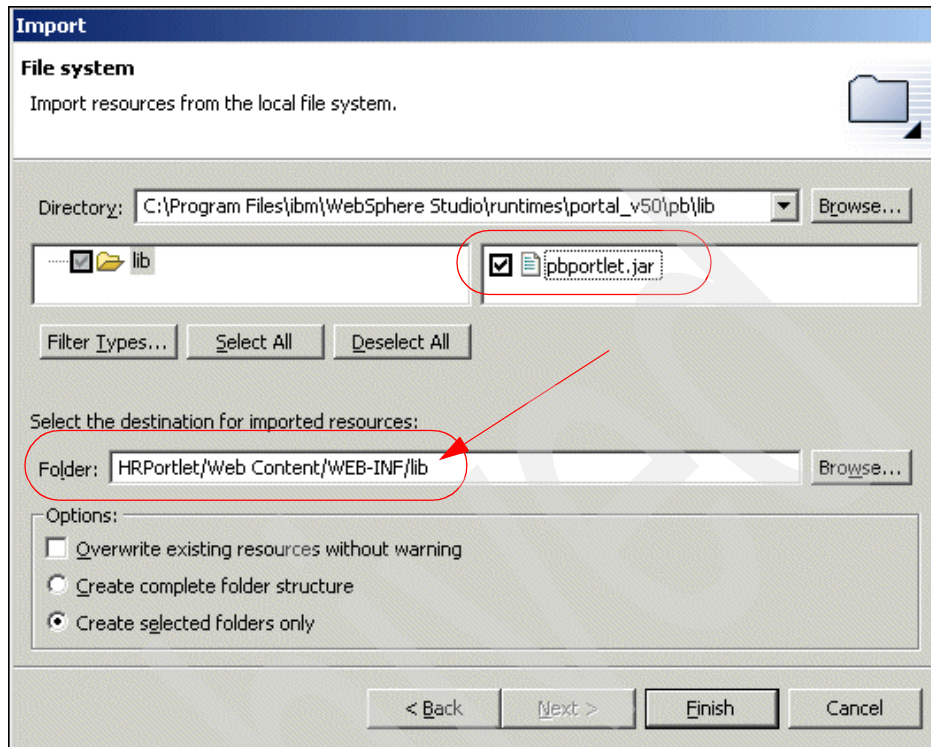 Import
File system
Import resources from the local file system.
Directory: C:\Program Files\ibm\WebSphere Studio\runtimes\portal_v50\pb\lib Browse...
lib pbportlet.jar
Filter Types... Select All Deselect All
Select the destination for imported resources:
Folder: HRPortlet/Web Content/WEB-INF/lib Browse...
Options:
Overwrite existing resources without warning
Create complete folder structure
Create selected folders only
< Back Next > Finish Cancel